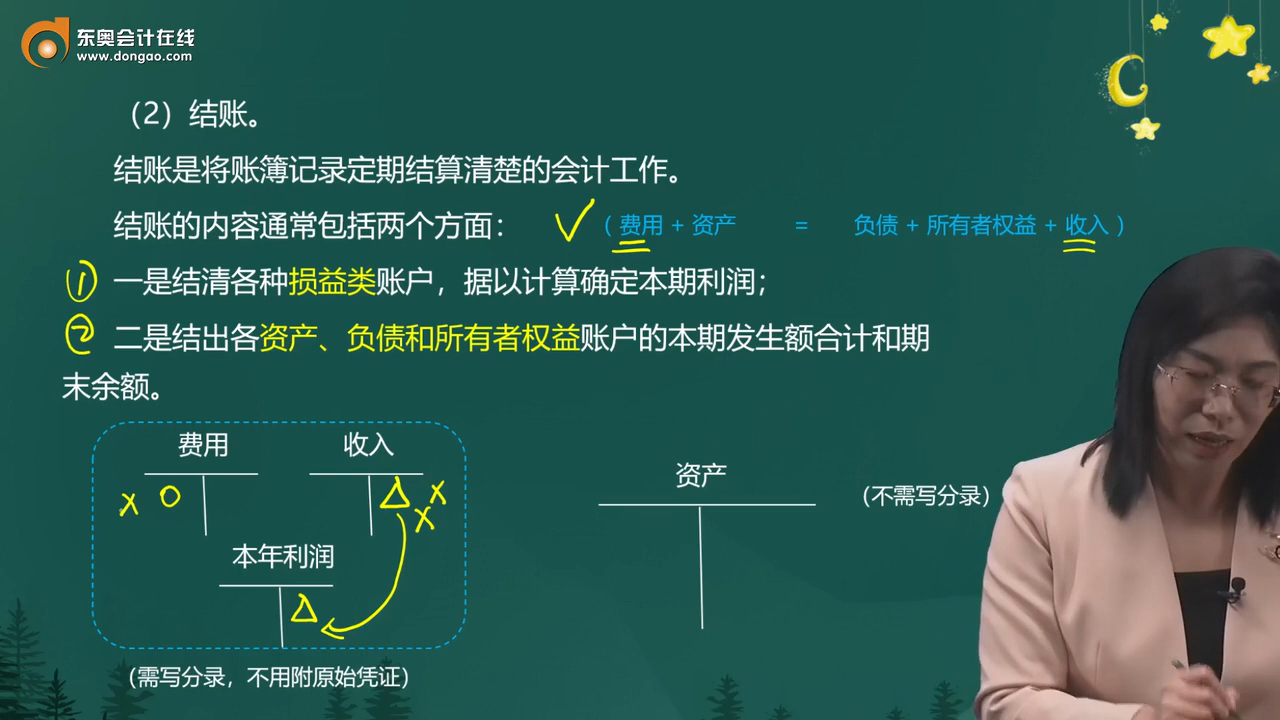 东奥会计在线
www.dongao.com
（2）结账。
结账是将账簿记录定期结算清楚的会计工作。
结账的内容通常包括两个方面： （费用 + 资产 = 负债 + 所有者权益 + 收入）
① 一是结清各种损益类账户，据以计算确定本期利润；
② 二是结出各资产、负债和所有者权益账户的本期发生额合计和期
末余额。
费用 收入
X O △ X X
本年利润
△
（需写分录，不用附原始凭证）
资产 （不需写分录）